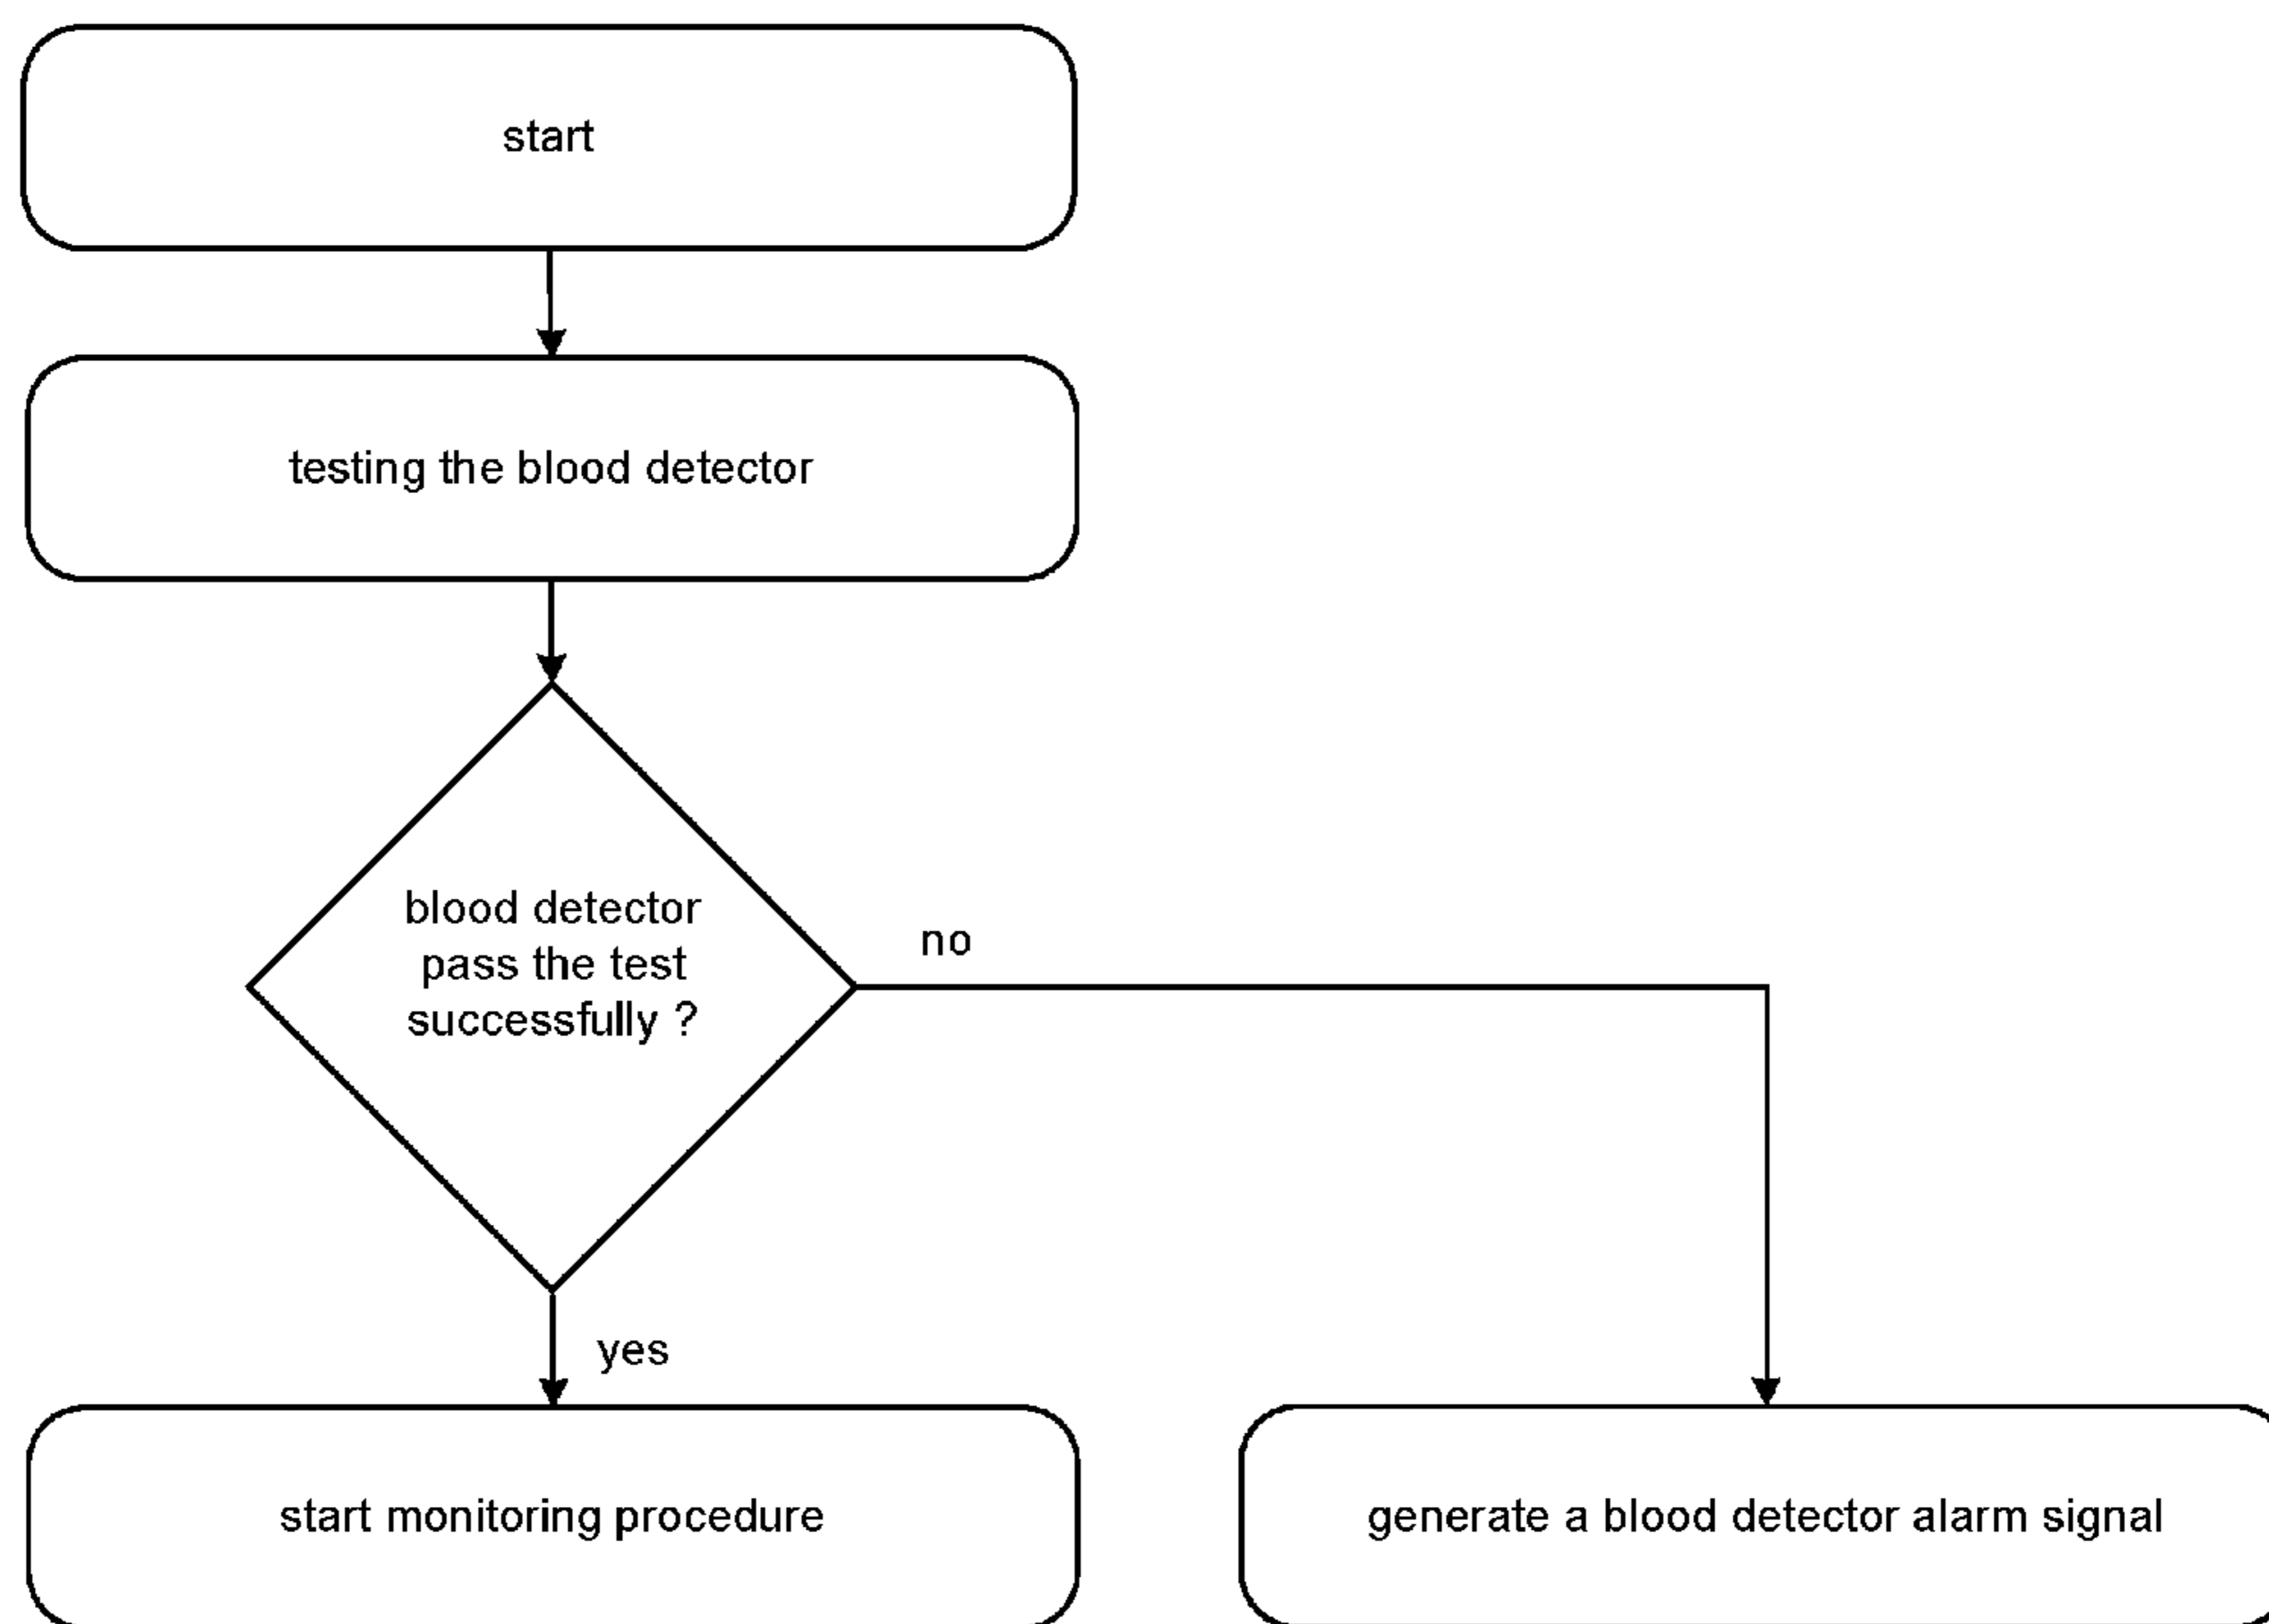 start
testing the blood detector
blood detector
pass the test
successfully ?
no
yes
start monitoring procedure
generate a blood detector alarm signal